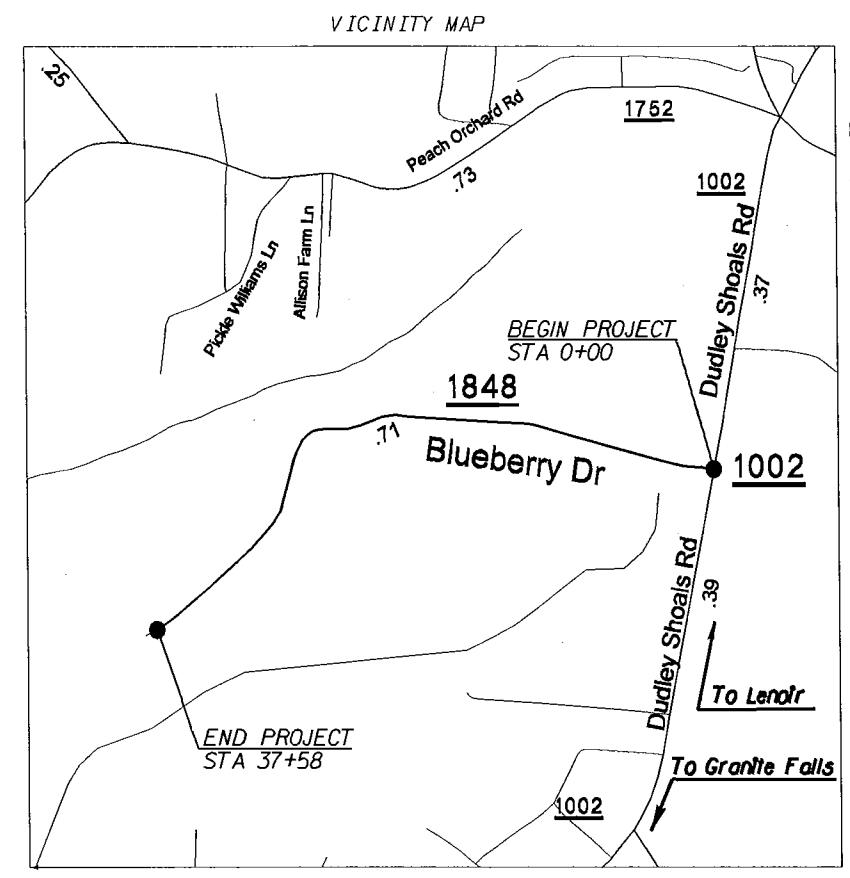 VICINITY MAP
.25
Peach Orchard Rd
1752
.73
1002
Pickle Williams Ln
Allison Farm Ln
Dudley Shoals Rd
.37
BEGIN PROJECT
STA 0+00
1848
.71
Blueberry Dr
1002
Dudley Shoals Rd
.39
To Lenoir
END PROJECT
STA 37+58
To Granite Falls
1002